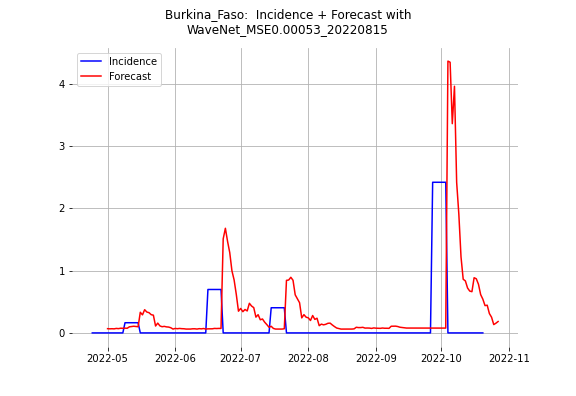 Burkina_Faso:  Incidence + Forecast with
WaveNet_MSE0.00053_20220815
Incidence
Forecast
4
3
2
1
0
2022-05 2022-06 2022-07 2022-08 2022-09 2022-10 2022-11